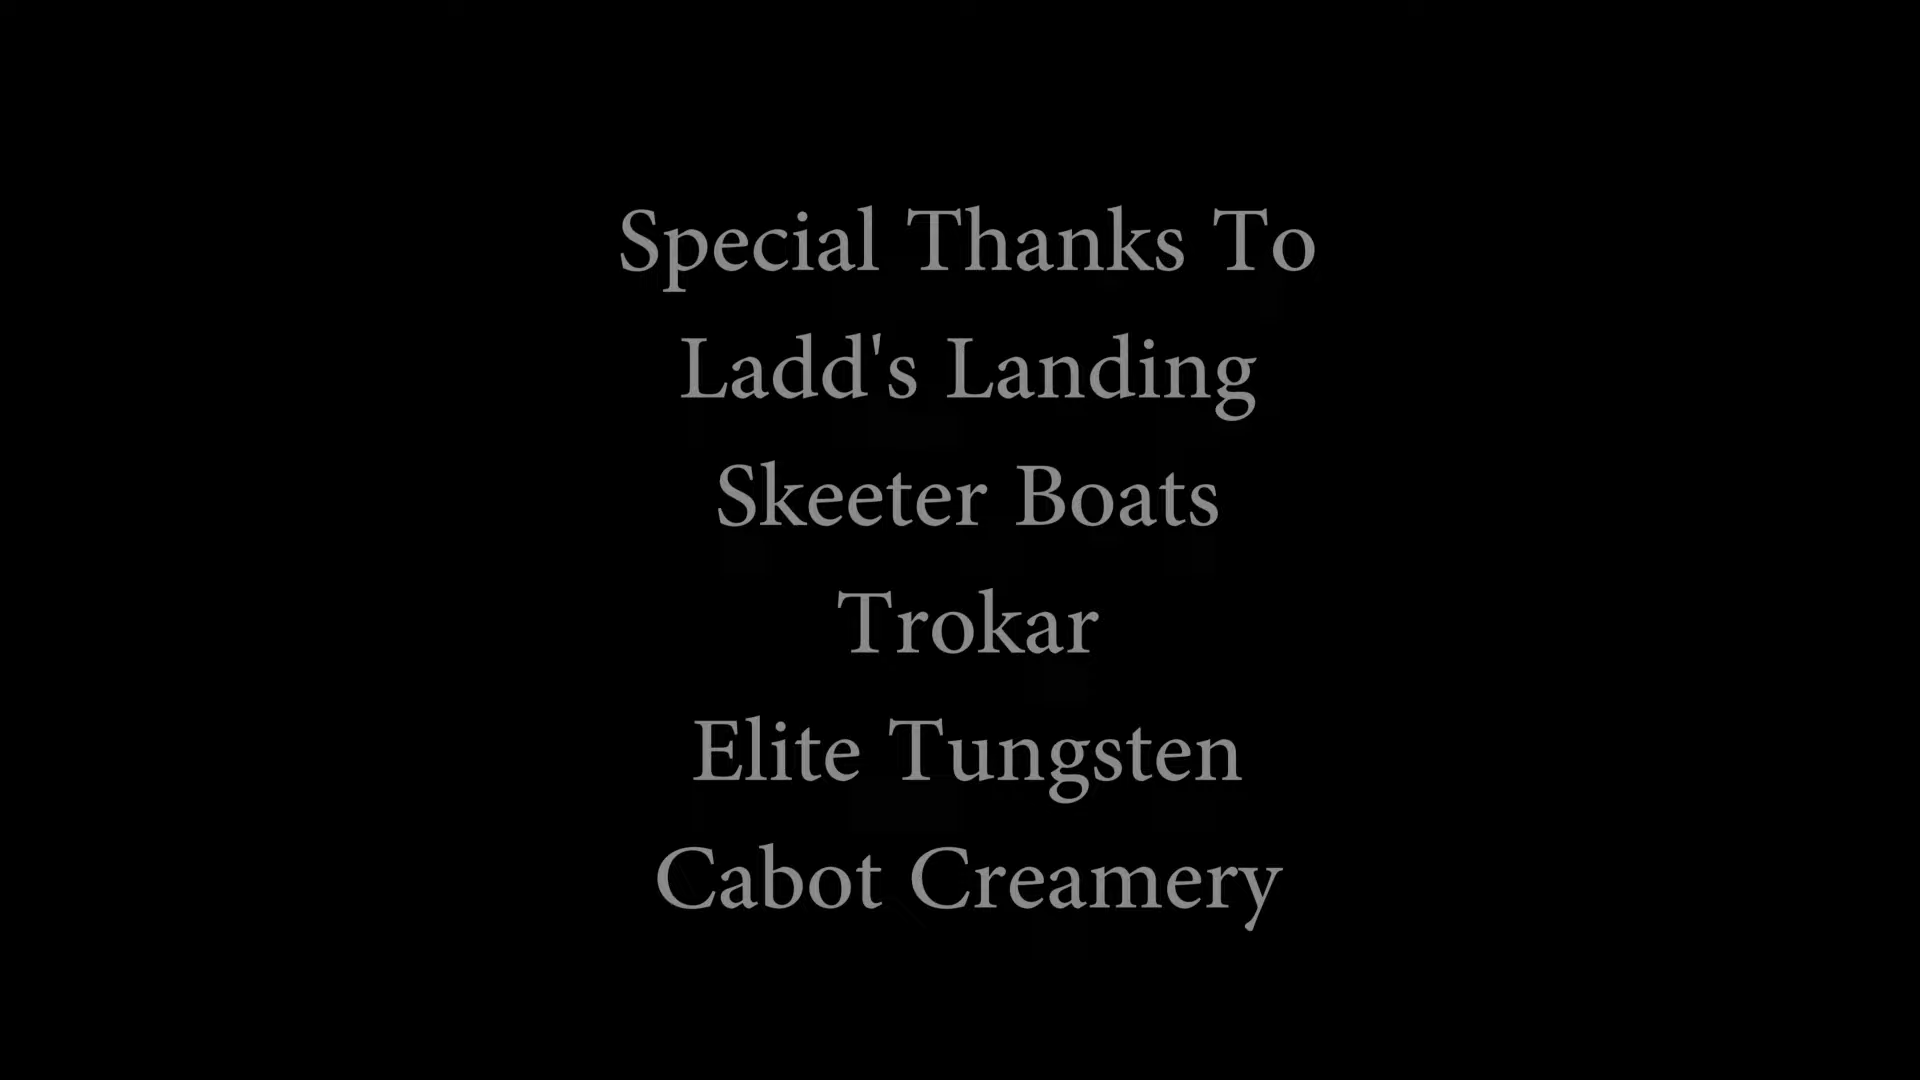 Special Thanks To
Ladd's Landing
Skeeter Boats
Trokar
Elite Tungsten
Cabot Creamery